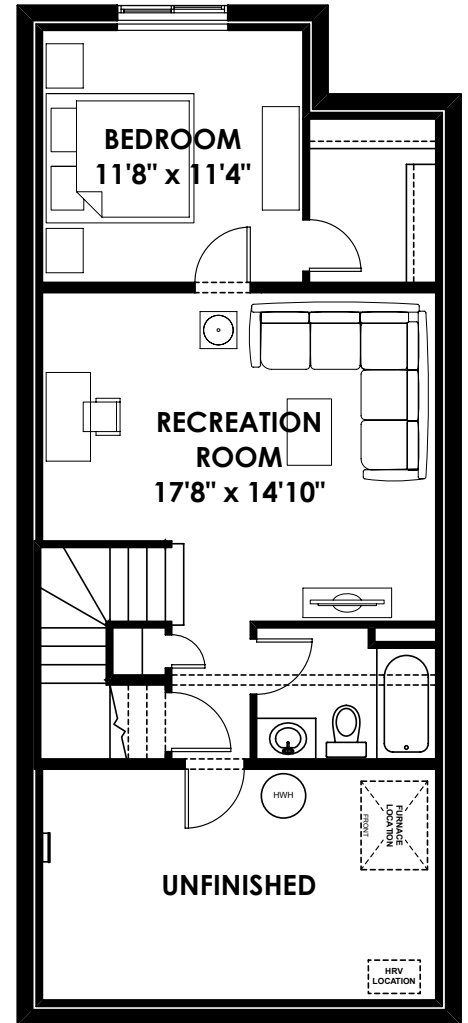 BEDROOM
11'8" x 11'4"
RECREATION
ROOM
17'8" x 14'10"
HWH
FURNACE
LOCATION
FRONT
UNFINISHED
HRV
LOCATION